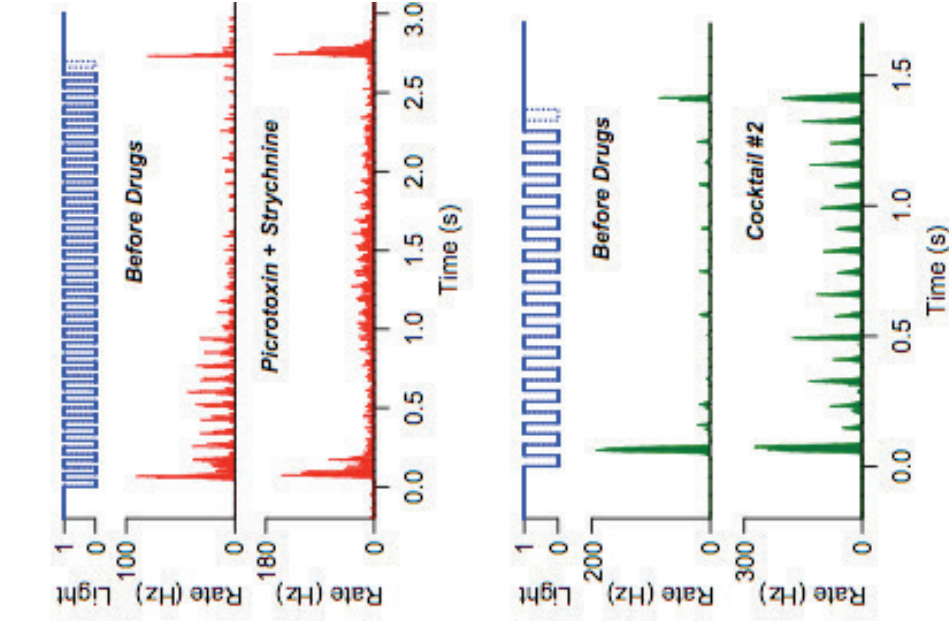 Light
1
0
Before Drugs
Rate (Hz)
100
0
Picrotoxin + Strychnine
Rate (Hz)
180
0
0.0 0.5 1.0 1.5 2.0 2.5 3.0
Time (s)
Light
1
0
Before Drugs
Rate (Hz)
200
0
Cocktail #2
Rate (Hz)
300
0
0.0 0.5 1.0 1.5
Time (s)